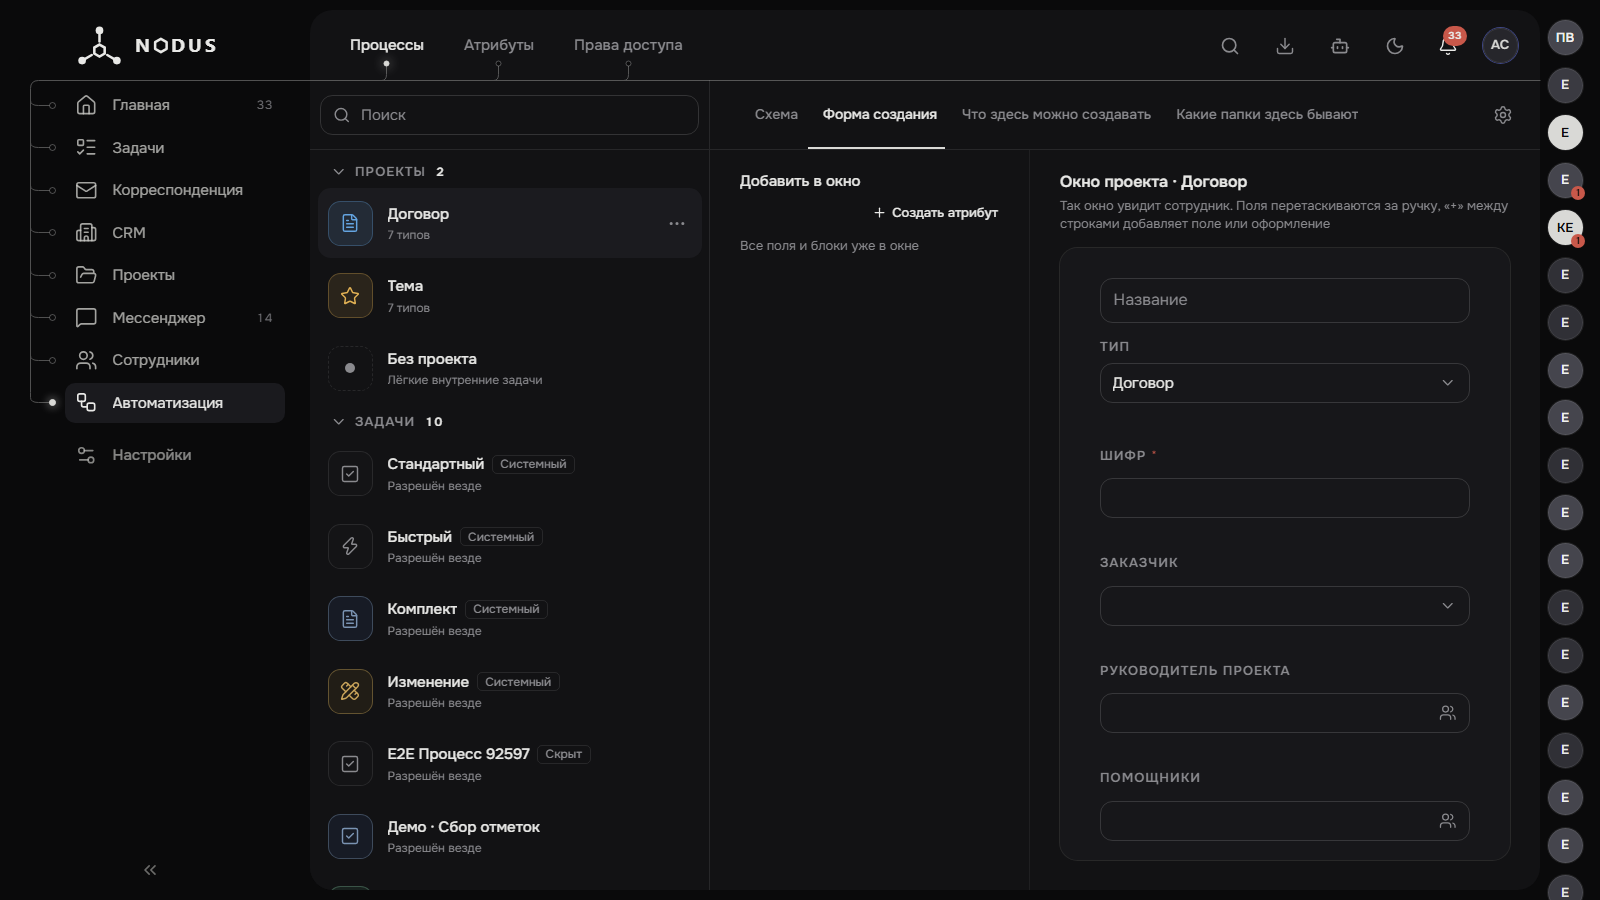 NODUS
Процессы
Атрибуты
Права доступа
33
АС
Главная 33
Задачи
Корреспонденция
CRM
Проекты
Мессенджер 14
Сотрудники
Автоматизация
Настройки
Поиск
ПРОЕКТЫ 2
Договор
7 типов
Тема
7 типов
Без проекта
Лёгкие внутренние задачи
ЗАДАЧИ 10
Стандартный Системный
Разрешён везде
Быстрый Системный
Разрешён везде
Комплект Системный
Разрешён везде
Изменение Системный
Разрешён везде
E2E Процесс 92597 Скрыт
Разрешён везде
Демо · Сбор отметок
Разрешён везде
Схема
Форма создания
Что здесь можно создавать
Какие папки здесь бывают
Добавить в окно
+ Создать атрибут
Все поля и блоки уже в окне
Окно проекта · Договор
Так окно увидит сотрудник. Поля перетаскиваются за ручку, «+» между
строками добавляет поле или оформление
Название
ТИП
Договор
ШИФР *
ЗАКАЗЧИК
РУКОВОДИТЕЛЬ ПРОЕКТА
ПОМОЩНИКИ
ПВ
E
E
E
1
KE
1
E
E
E
E
E
E
E
E
E
E
E
E
E
E